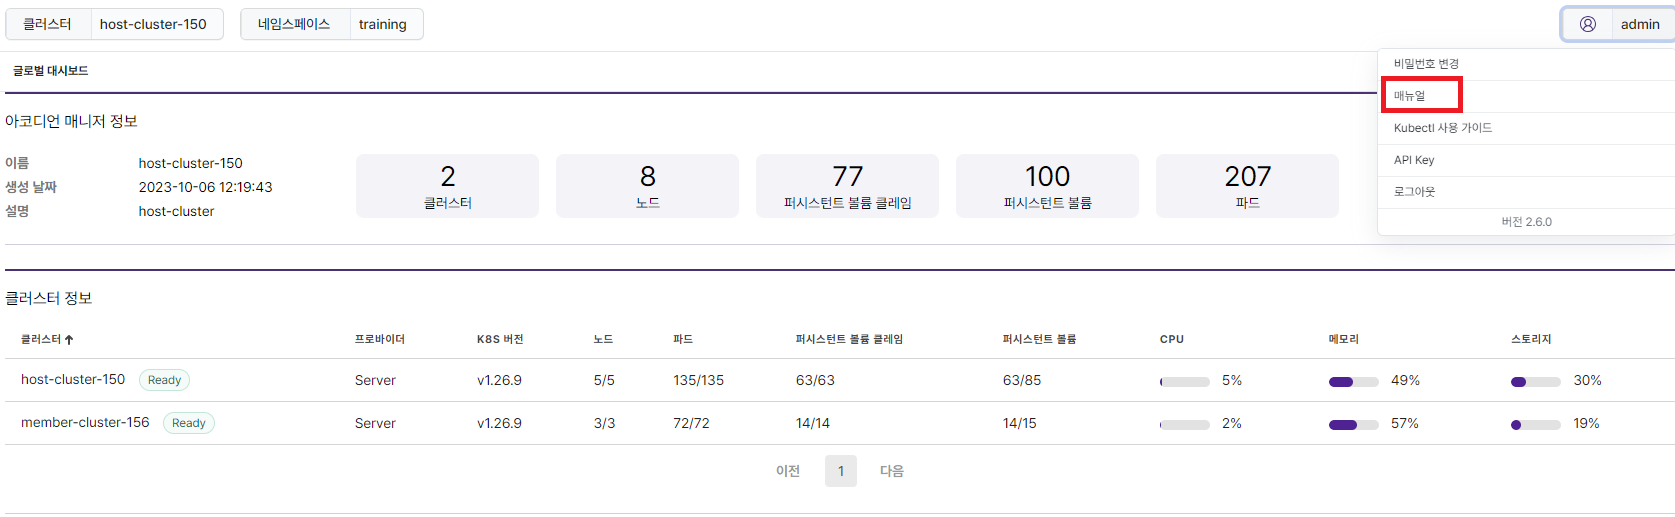 클러스터 host-cluster-150 네임스페이스 training admin
글로벌 대시보드
비밀번호 변경
매뉴얼
Kubectl 사용 가이드
API Key
로그아웃
버전 2.6.0
아코디언 매니저 정보
이름 host-cluster-150
생성 날짜 2023-10-06 12:19:43
설명 host-cluster
2 8 77 100 207
클러스터 노드 퍼시스턴트 볼륨 클레임 퍼시스턴트 볼륨 파드
클러스터 정보
클러스터 프로바이더 K8S 버전 노드 파드 퍼시스턴트 볼륨 클레임 퍼시스턴트 볼륨 CPU 메모리 스토리지
host-cluster-150 Ready Server v1.26.9 5/5 135/135 63/63 63/85 5% 49% 30%
member-cluster-156 Ready Server v1.26.9 3/3 72/72 14/14 14/15 2% 57% 19%
이전 1 다음